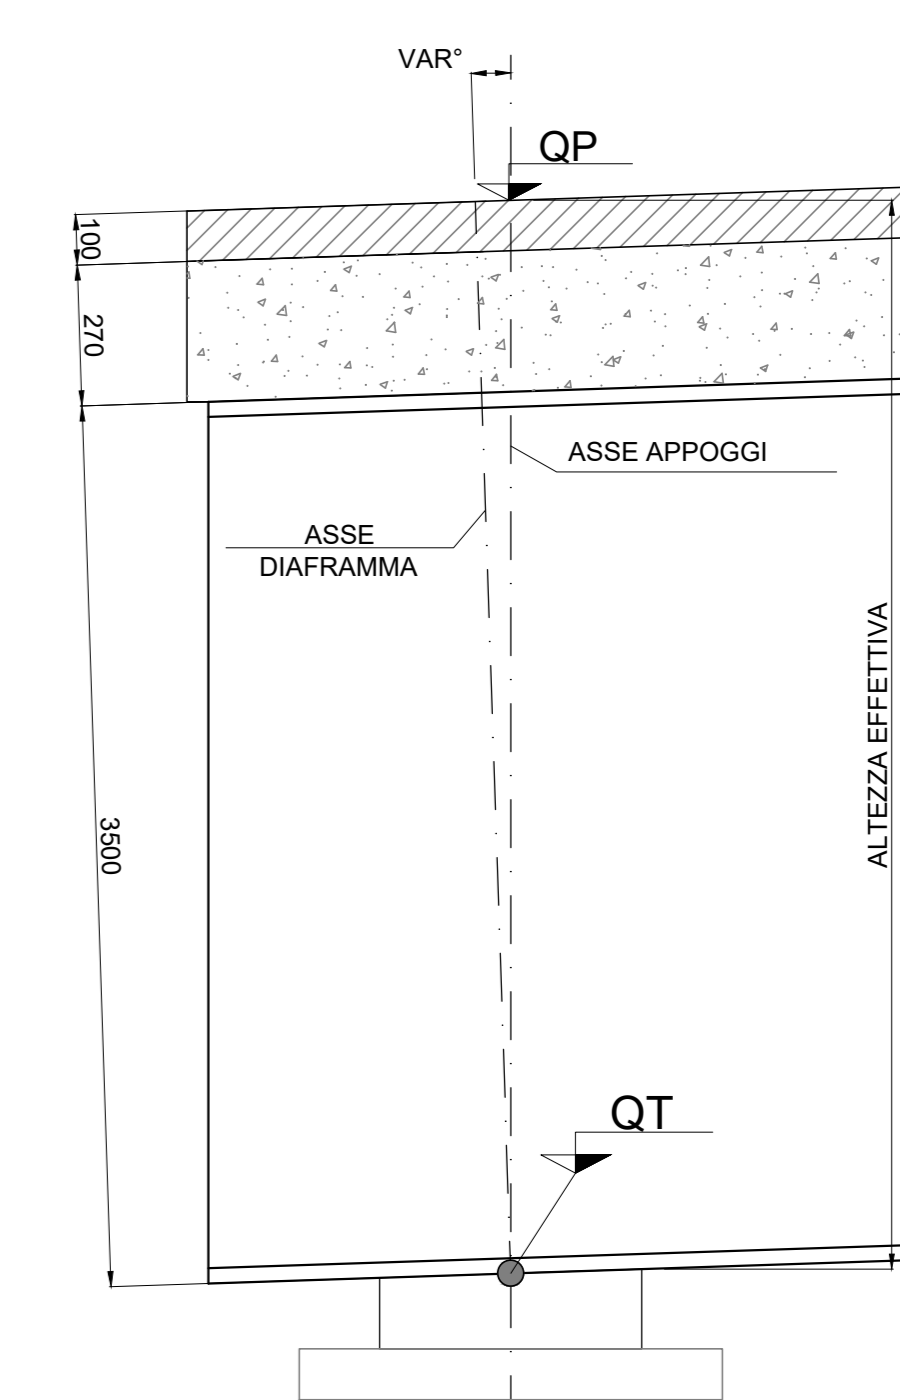 VAR°
QP
100
270
ASSE APPOGGI
ASSE
DIAFRAMMA
ALTEZZA EFFETTIVA
3500
QT